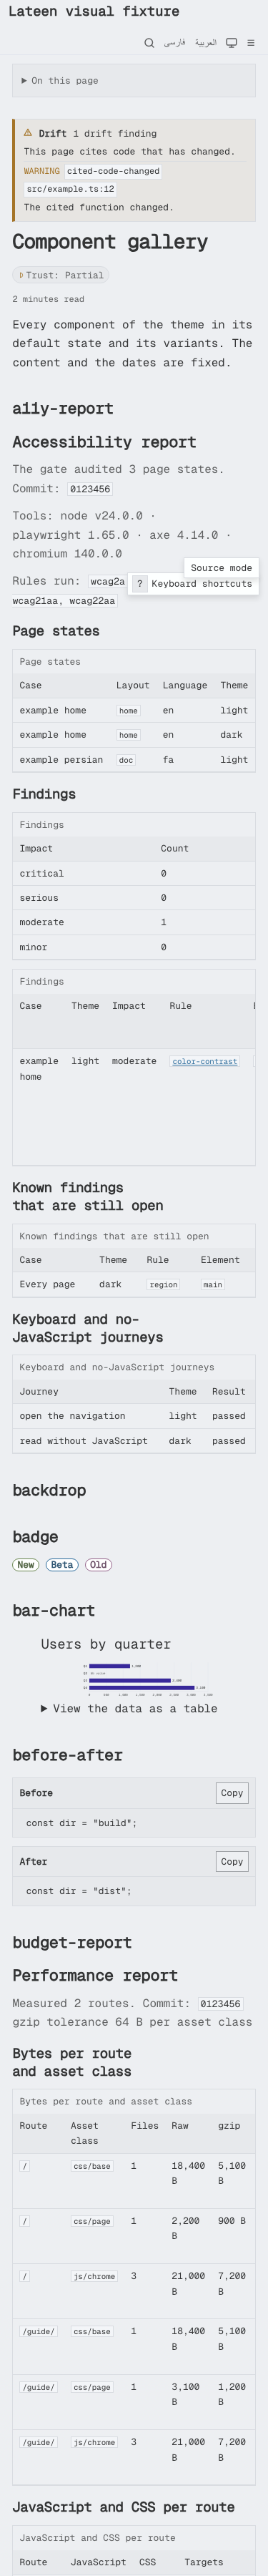 Lateen visual fixture
فارسی العربية
On this page
Drift 1 drift finding
This page cites code that has changed.
WARNING cited-code-changed
src/example.ts:12
The cited function changed.
Component gallery
Trust: Partial
2 minutes read
Every component of the theme in its
default state and its variants. The
content and the dates are fixed.
a11y-report
Accessibility report
The gate audited 3 page states.
Commit: 0123456
Tools: node v24.0.0 ·
playwright 1.65.0 · axe 4.14.0 ·
chromium 140.0.0
Source mode
Rules run: wcag2a
? Keyboard shortcuts
wcag21aa, wcag22aa
Page states
Page states
Case Layout Language Theme
example home home en light
example home home en dark
example persian doc fa light
Findings
Findings
Impact Count
critical 0
serious 0
moderate 1
minor 0
Findings
Case Theme Impact Rule
example light moderate color-contrast
home
Known findings
that are still open
Known findings that are still open
Case Theme Rule Element
Every page dark region main
Keyboard and no-
JavaScript journeys
Keyboard and no-JavaScript journeys
Journey Theme Result
open the navigation light passed
read without JavaScript dark passed
backdrop
badge
New Beta Old
bar-chart
Users by quarter
View the data as a table
before-after
Before Copy
const dir = "build";
After Copy
const dir = "dist";
budget-report
Performance report
Measured 2 routes. Commit: 0123456
gzip tolerance 64 B per asset class
Bytes per route
and asset class
Bytes per route and asset class
Route Asset Files Raw gzip
class
/ css/base 1 18,400 5,100
B B
/ css/page 1 2,200 900 B
B
/ js/chrome 3 21,000 7,200
B B
/guide/ css/base 1 18,400 5,100
B B
/guide/ css/page 1 3,100 1,200
B B
/guide/ js/chrome 3 21,000 7,200
B B
JavaScript and CSS per route
JavaScript and CSS per route
Route JavaScript CSS Targets